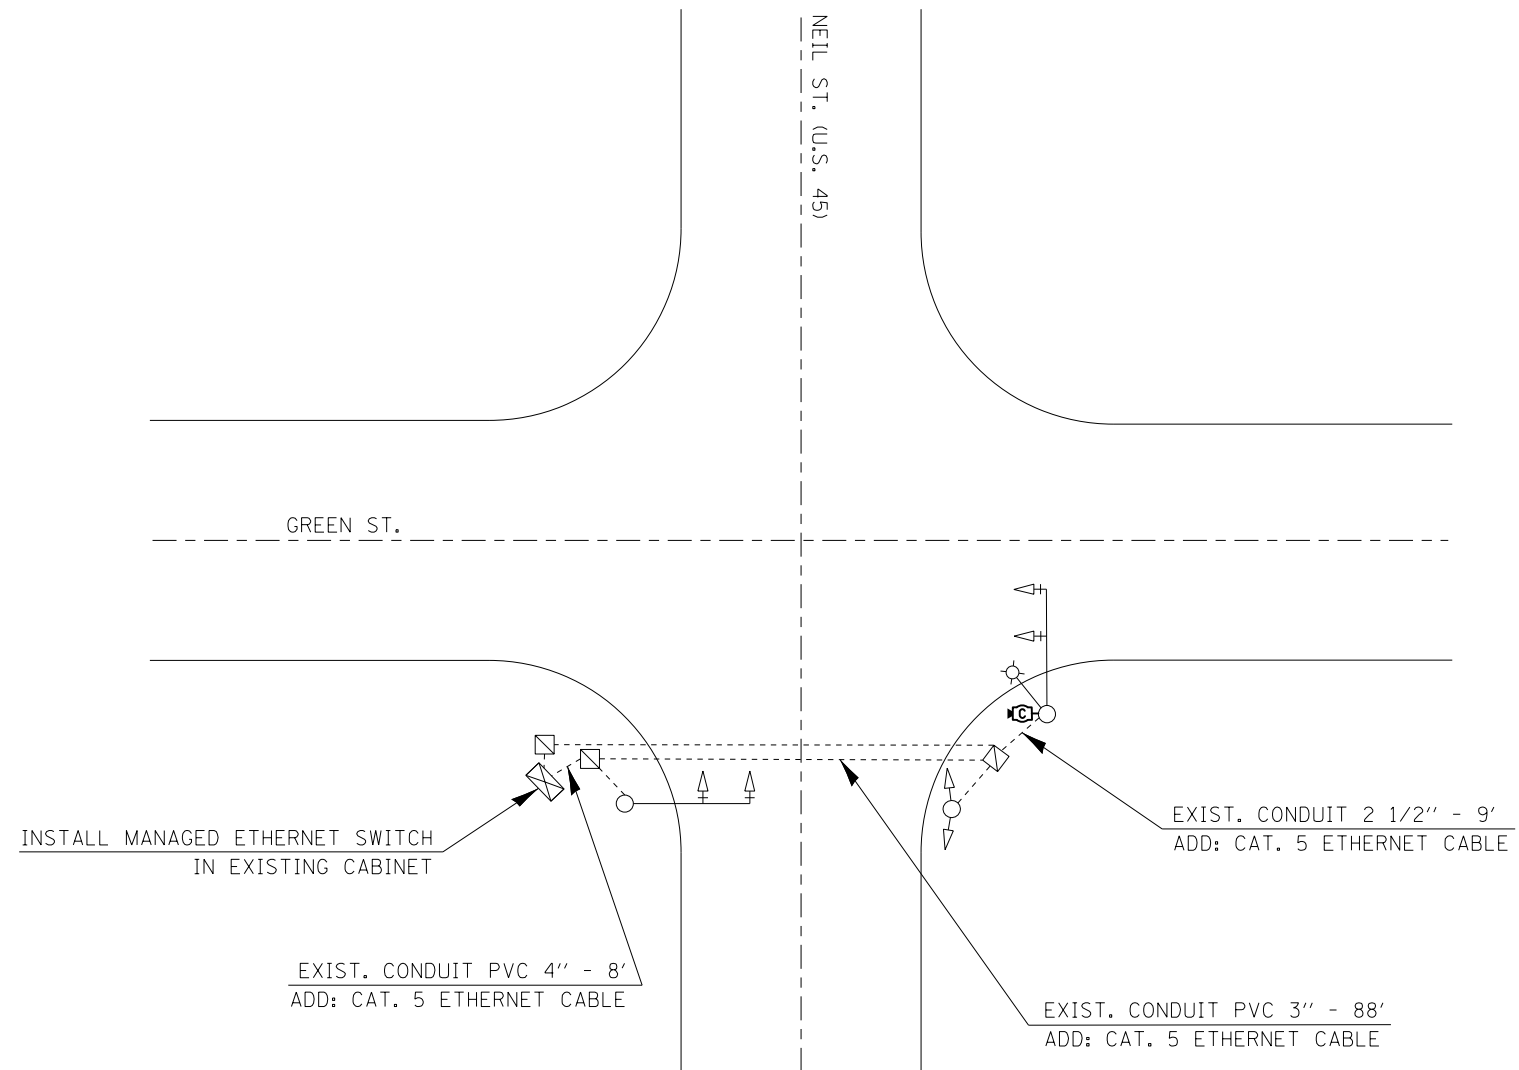 NEIL ST. (U.S. 45)
GREEN ST.
C
EXIST. CONDUIT 2 1/2'' - 9'
ADD: CAT. 5 ETHERNET CABLE
INSTALL MANAGED ETHERNET SWITCH
IN EXISTING CABINET
EXIST. CONDUIT PVC 4'' - 8'
ADD: CAT. 5 ETHERNET CABLE
EXIST. CONDUIT PVC 3'' - 88'
ADD: CAT. 5 ETHERNET CABLE